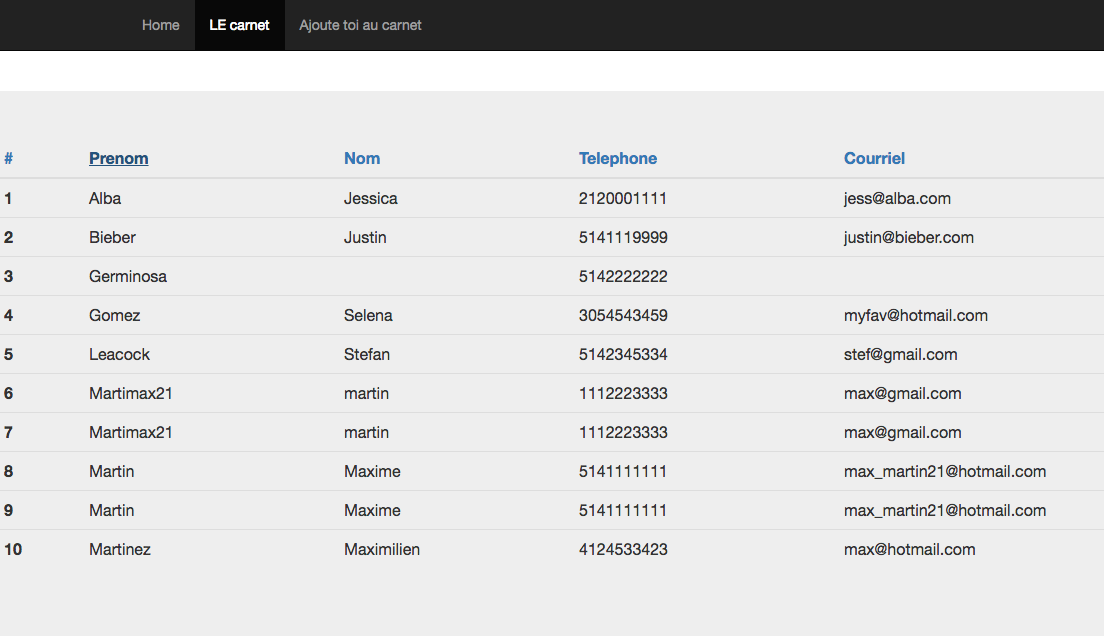 Home LE carnet Ajoute toi au carnet
# Prenom Nom Telephone Courriel
1 Alba Jessica 2120001111 jess@alba.com
2 Bieber Justin 5141119999 justin@bieber.com
3 Germinosa 5142222222
4 Gomez Selena 3054543459 myfav@hotmail.com
5 Leacock Stefan 5142345334 stef@gmail.com
6 Martimax21 martin 1112223333 max@gmail.com
7 Martimax21 martin 1112223333 max@gmail.com
8 Martin Maxime 5141111111 max_martin21@hotmail.com
9 Martin Maxime 5141111111 max_martin21@hotmail.com
10 Martinez Maximilien 4124533423 max@hotmail.com